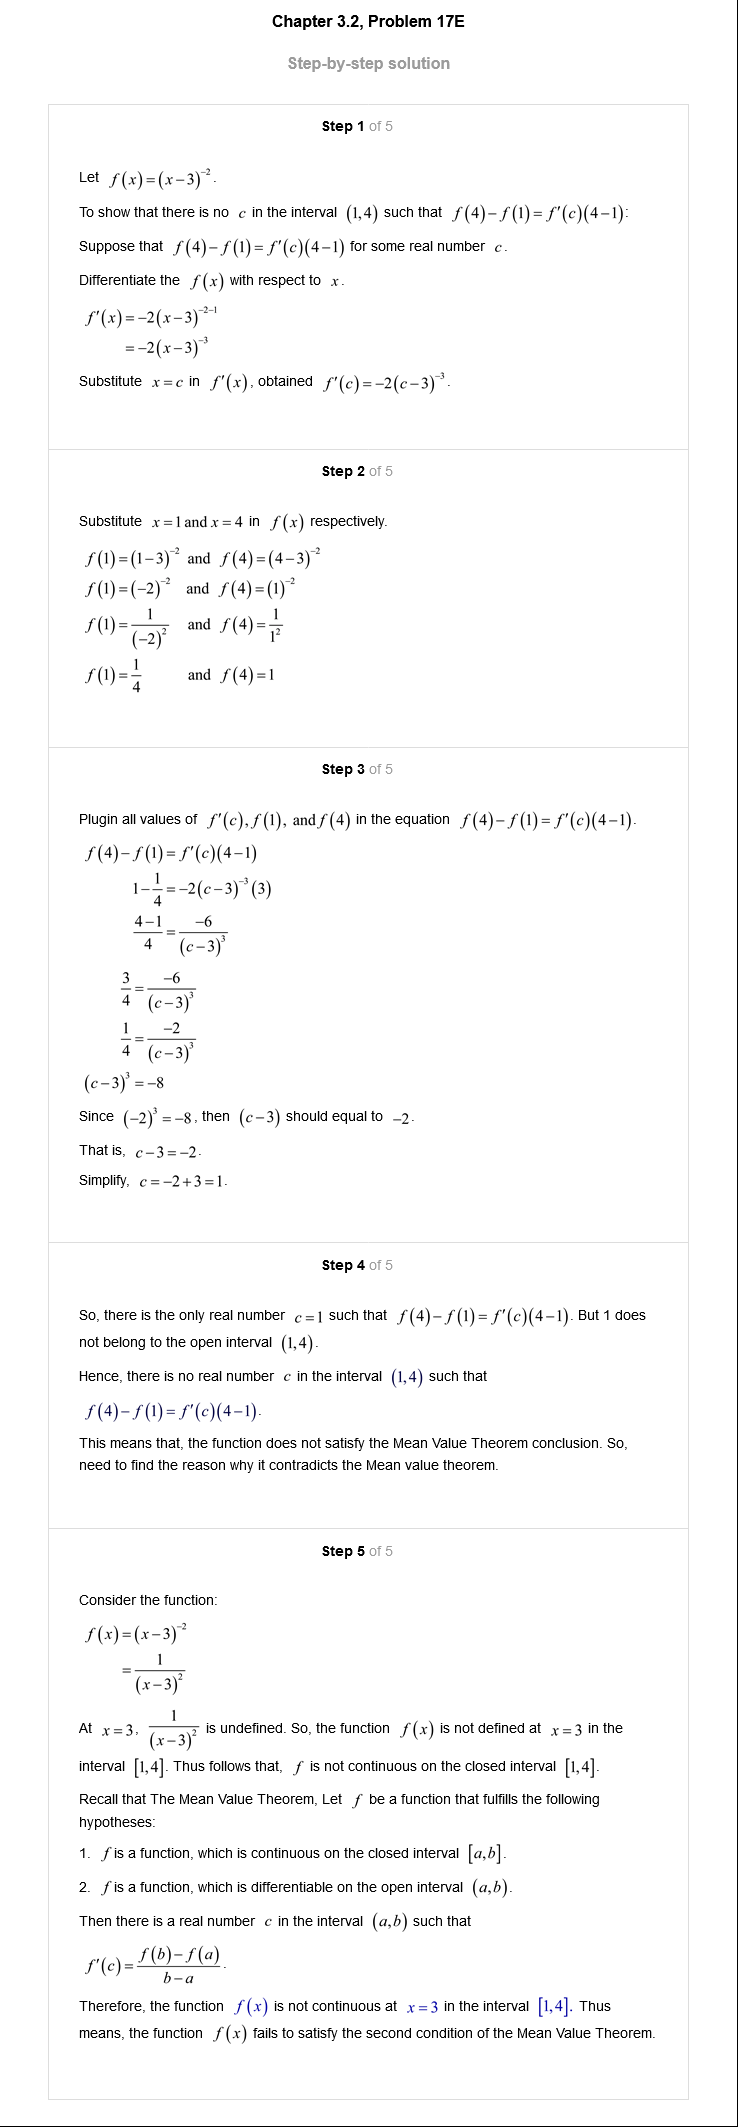 Chapter 3.2, Problem 17E
Step-by-step solution
Step 1 of 5
Let f(x)=(x−3)⁻².
To show that there is no c in the interval (1,4) such that f(4)−f(1)=f′(c)(4−1):
Suppose that f(4)−f(1)=f′(c)(4−1) for some real number c.
Differentiate the f(x) with respect to x.
f′(x)=−2(x−3)⁻²⁻¹
=−2(x−3)⁻³
Substitute x=c in f′(x), obtained f′(c)=−2(c−3)⁻³.
Step 2 of 5
Substitute x=1 and x=4 in f(x) respectively.
f(1)=(1−3)⁻² and f(4)=(4−3)⁻²
f(1)=(−2)⁻² and f(4)=(1)⁻²
f(1)=1/(−2)² and f(4)=1/1²
f(1)=1/4 and f(4)=1
Step 3 of 5
Plugin all values of f′(c), f(1), and f(4) in the equation f(4)−f(1)=f′(c)(4−1).
f(4)−f(1)=f′(c)(4−1)
1−1/4=−2(c−3)⁻³(3)
(4−1)/4=−6/(c−3)³
3/4=−6/(c−3)³
1/4=−2/(c−3)³
(c−3)³=−8
Since (−2)³=−8, then (c−3) should equal to −2.
That is, c−3=−2.
Simplify, c=−2+3=1.
Step 4 of 5
So, there is the only real number c=1 such that f(4)−f(1)=f′(c)(4−1). But 1 does
not belong to the open interval (1,4).
Hence, there is no real number c in the interval (1,4) such that
f(4)−f(1)=f′(c)(4−1).
This means that, the function does not satisfy the Mean Value Theorem conclusion. So,
need to find the reason why it contradicts the Mean value theorem.
Step 5 of 5
Consider the function:
f(x)=(x−3)⁻²
=1/(x−3)²
At x=3, 1/(x−3)² is undefined. So, the function f(x) is not defined at x=3 in the
interval [1,4]. Thus follows that, f is not continuous on the closed interval [1,4].
Recall that The Mean Value Theorem, Let f be a function that fulfills the following
hypotheses:
1. f is a function, which is continuous on the closed interval [a,b].
2. f is a function, which is differentiable on the open interval (a,b).
Then there is a real number c in the interval (a,b) such that
f′(c)=(f(b)−f(a))/(b−a).
Therefore, the function f(x) is not continuous at x=3 in the interval [1,4]. Thus
means, the function f(x) fails to satisfy the second condition of the Mean Value Theorem.